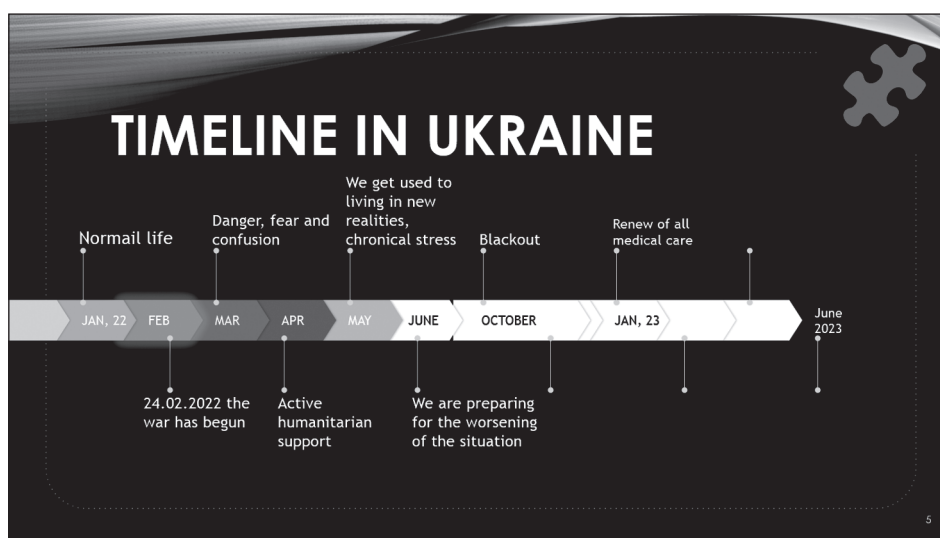 TIMELINE IN UKRAINE
Normail life
Danger, fear and
confusion
We get used to
living in new
realities,
chronical stress
Blackout
Renew of all
medical care
JAN, 22
FEB
MAR
APR
MAY
JUNE
OCTOBER
JAN, 23
June
2023
24.02.2022 the
war has begun
Active
humanitarian
support
We are preparing
for the worsening
of the situation
5